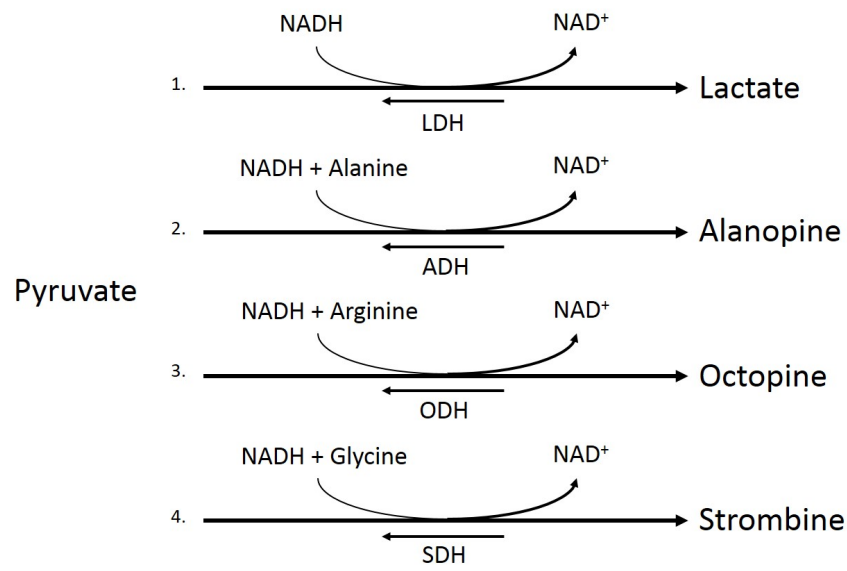 NADH NAD⁺
1. Lactate
LDH
NADH + Alanine NAD⁺
2. Alanopine
ADH
Pyruvate
NADH + Arginine NAD⁺
3. Octopine
ODH
NADH + Glycine NAD⁺
4. Strombine
SDH